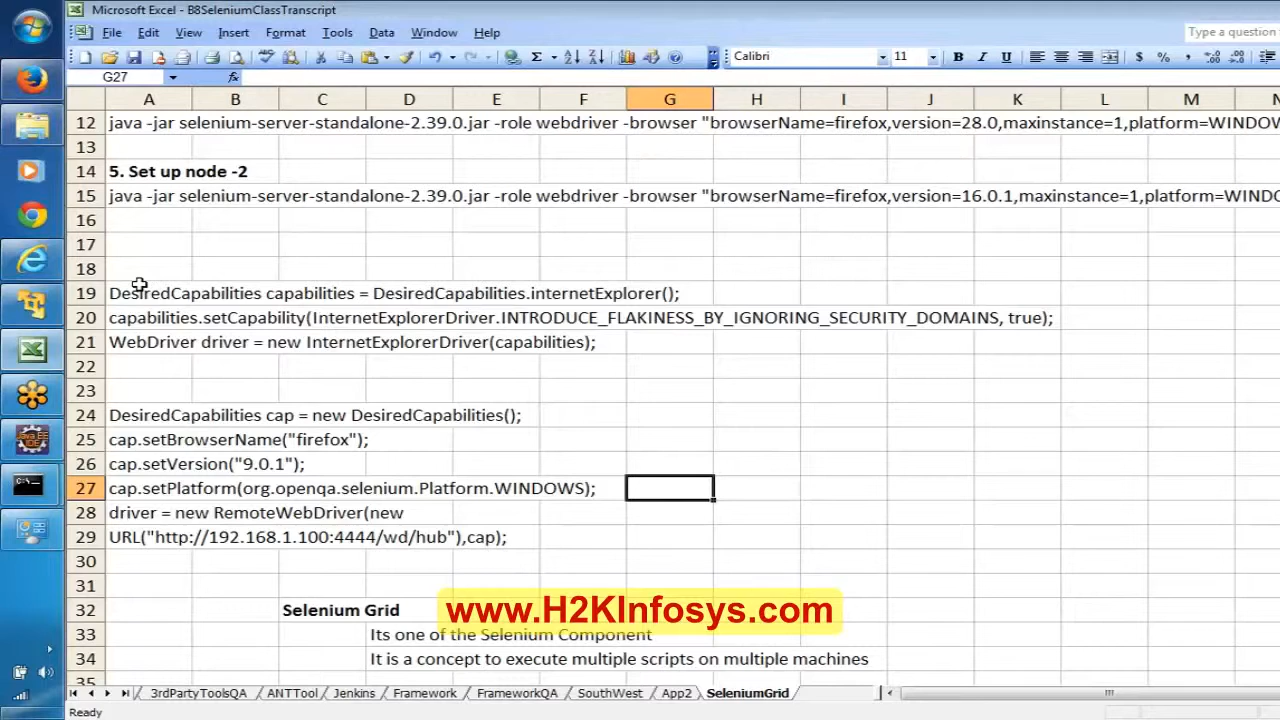 Microsoft Excel - B8SeleniumClassTranscript
File Edit View Insert Format Tools Data Window Help
Type a question
Calibri 11 B I U
G27 fx
A B C D E F G H I J K L M
12 java -jar selenium-server-standalone-2.39.0.jar -role webdriver -browser "browserName=firefox,version=28.0,maxinstance=1,platform=WINDOW
13
14 5. Set up node -2
15 java -jar selenium-server-standalone-2.39.0.jar -role webdriver -browser "browserName=firefox,version=16.0.1,maxinstance=1,platform=WINDO
16
17
18
19 DesiredCapabilities capabilities = DesiredCapabilities.internetExplorer();
20 capabilities.setCapability(InternetExplorerDriver.INTRODUCE_FLAKINESS_BY_IGNORING_SECURITY_DOMAINS, true);
21 WebDriver driver = new InternetExplorerDriver(capabilities);
22
23
24 DesiredCapabilities cap = new DesiredCapabilities();
25 cap.setBrowserName("firefox");
26 cap.setVersion("9.0.1");
27 cap.setPlatform(org.openqa.selenium.Platform.WINDOWS);
28 driver = new RemoteWebDriver(new
29 URL("http://192.168.1.100:4444/wd/hub"),cap);
30
31
32 Selenium Grid
www.H2KInfosys.com
33 Its one of the Selenium Component
34 It is a concept to execute multiple scripts on multiple machines
3rdPartyToolsQA ANTTool Jenkins Framework FrameworkQA SouthWest App2 SeleniumGrid
Ready